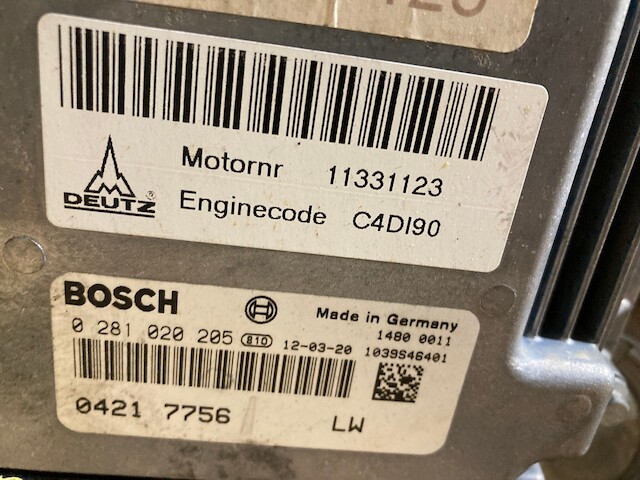 Motornr 11331123
DEUTZ ®
Enginecode C4DI90
BOSCH
Made in Germany
0 281 020 205 810 12-03-20
1480 0011
1039S46401
0421 7756
LW